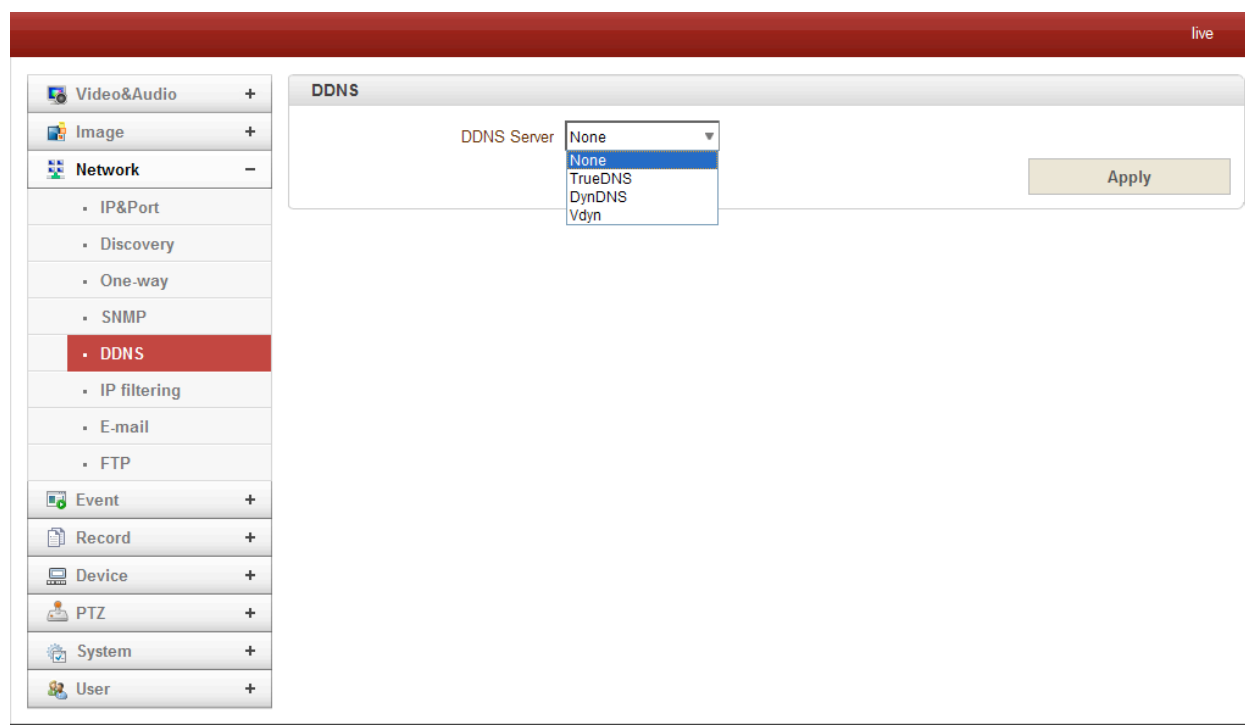 live
Video&Audio +
Image +
Network −
IP&Port
Discovery
One-way
SNMP
DDNS
IP filtering
E-mail
FTP
Event +
Record +
Device +
PTZ +
System +
User +
DDNS
DDNS Server None
None
TrueDNS
DynDNS
Vdyn
Apply